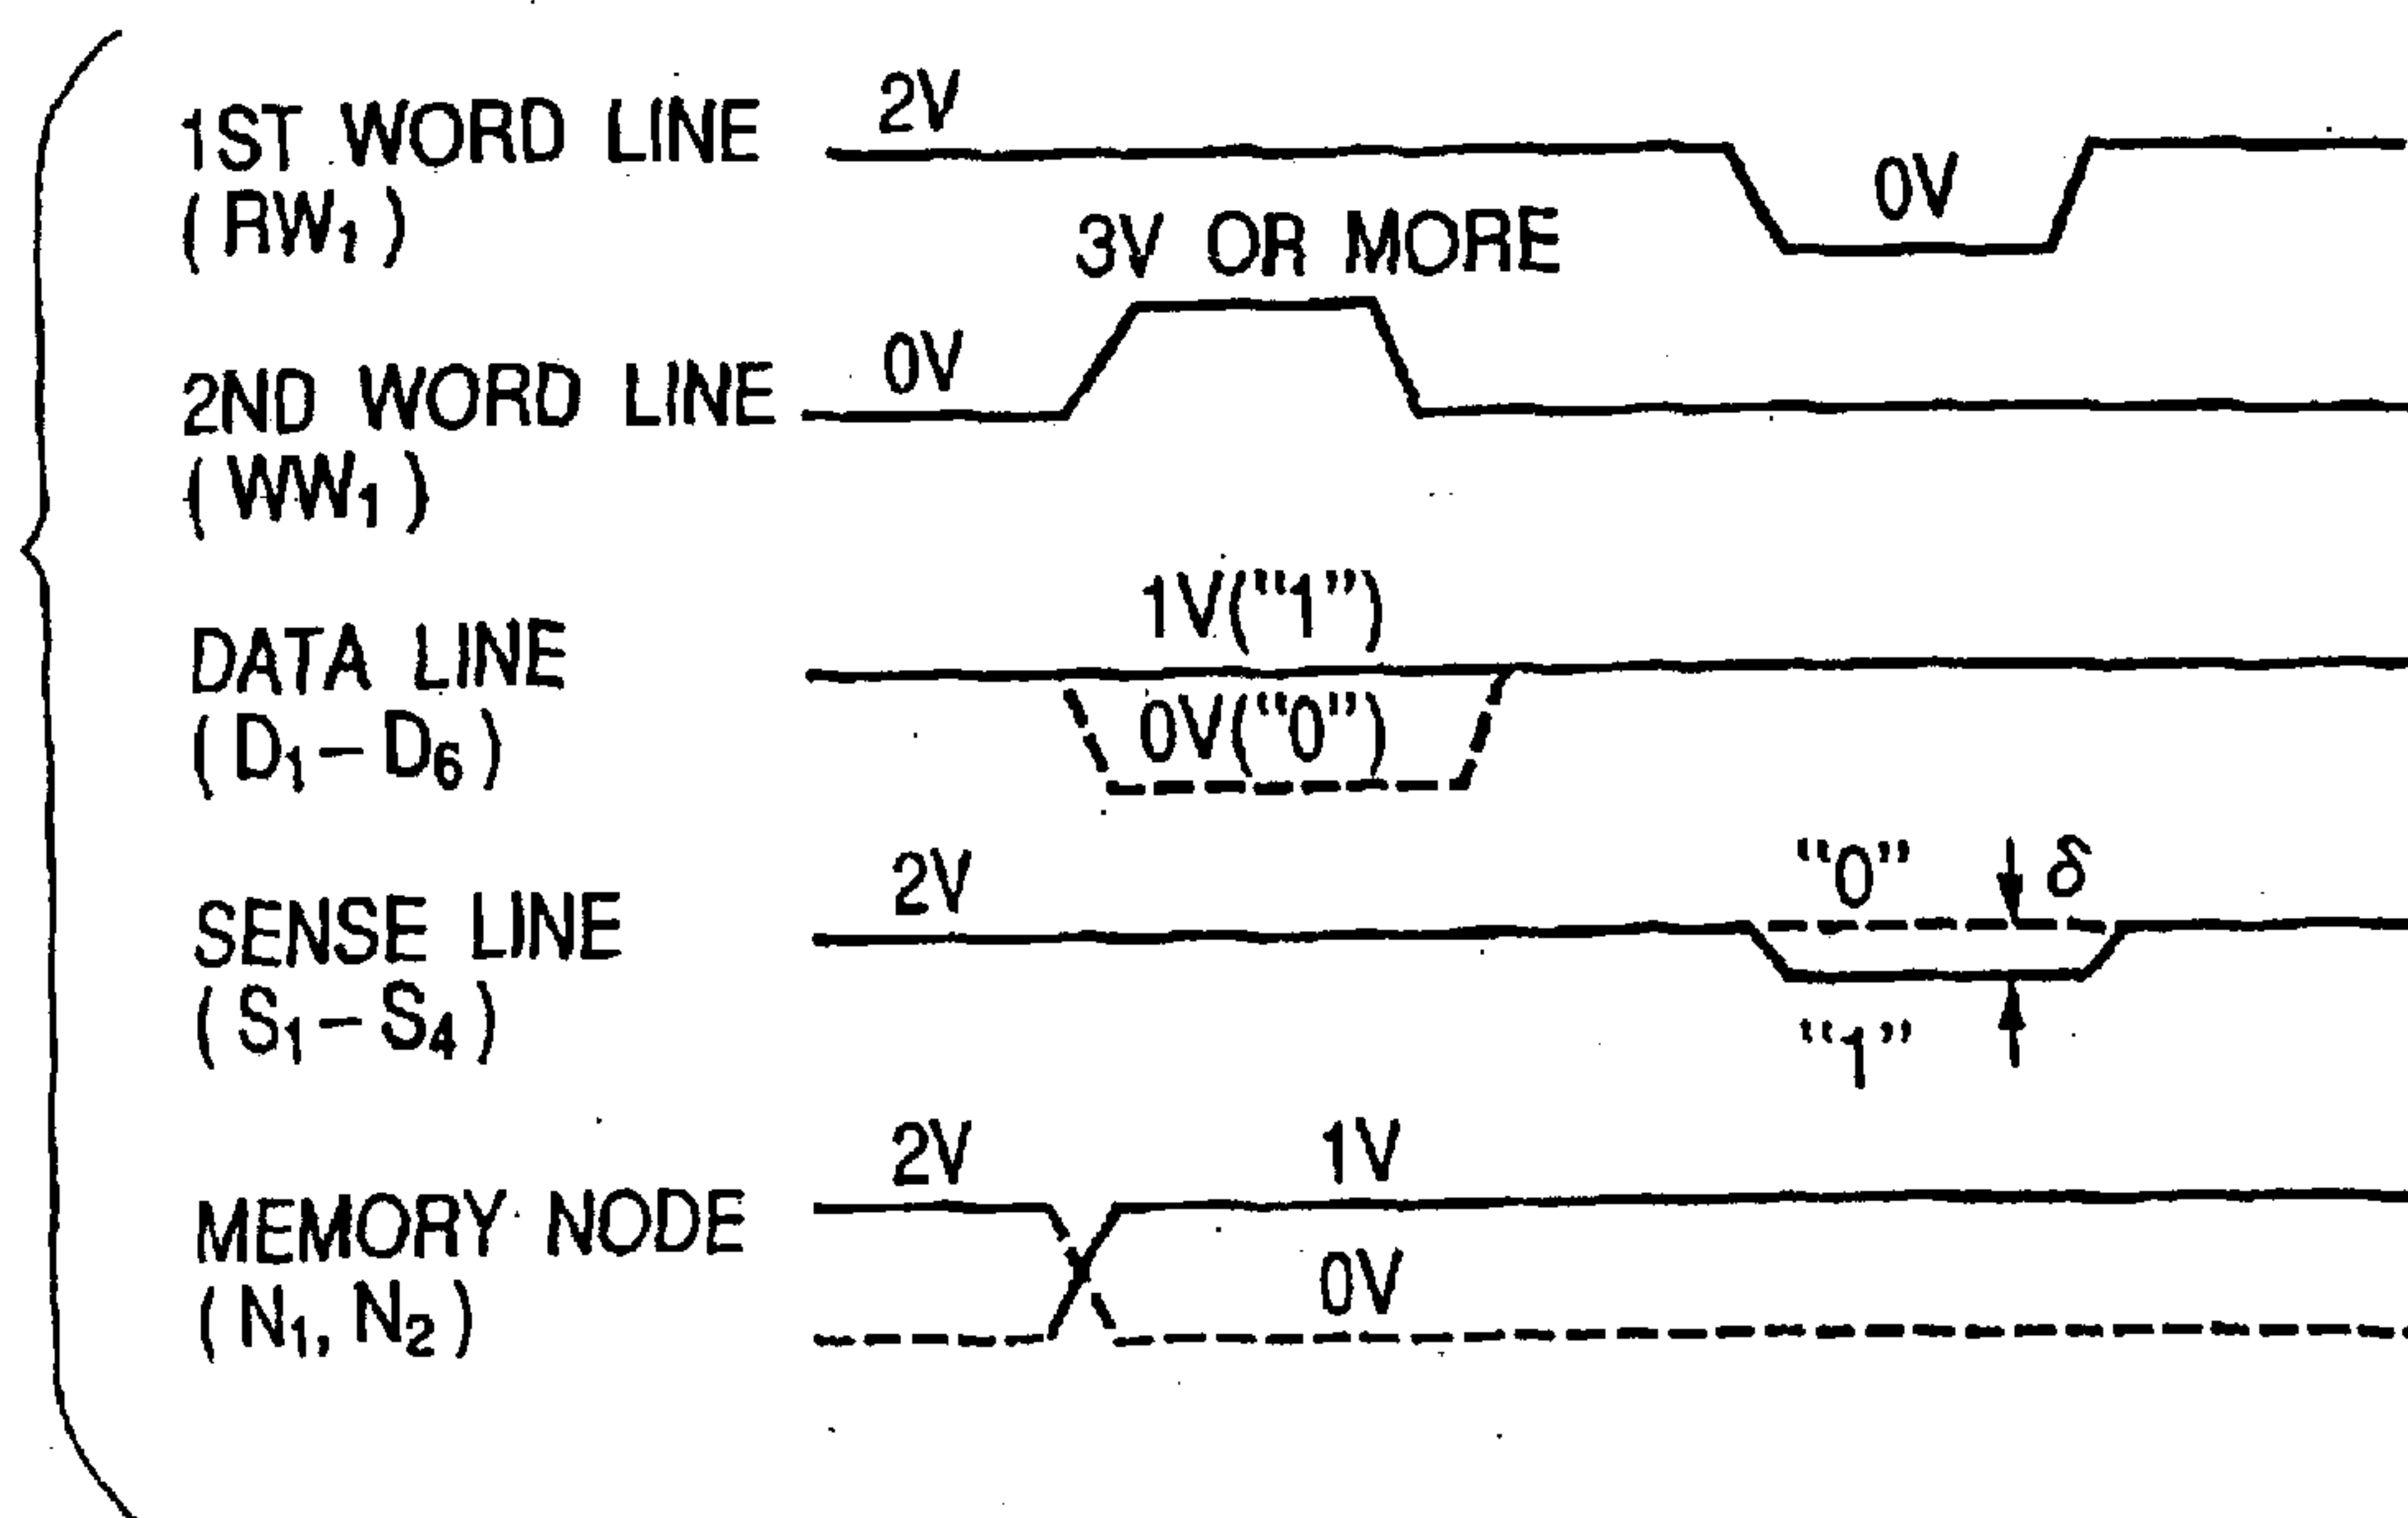 1ST WORD LINE
(RW₁)
2V
0V
3V OR MORE
2ND WORD LINE
(WW₁)
0V
DATA LINE
(D₁–D₆)
1V(“1”)
0V(“0”)
SENSE LINE
(S₁–S₄)
2V
“0” δ
“1”
MEMORY NODE
(N₁, N₂)
2V 1V
0V